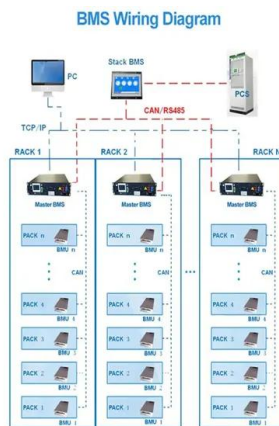 BMS Wiring Diagram
PC
Stack BMS
PCS
CAN/RS485
TCP/IP
RACK 1
RACK 2
RACK N
Master BMS
Master BMS
Master BMS
PACK n
BMU n
PACK n
BMU n
PACK n
BMU n
CAN
CAN
PACK 4
BMU 4
PACK 4
BMU 4
PACK 4
BMU 4
PACK 3
BMU 3
PACK 3
BMU 3
PACK 3
BMU 3
PACK 2
BMU 2
PACK 2
BMU 2
PACK 2
BMU 2
PACK 1
BMU 1
PACK 1
BMU 1
PACK 1
BMU 1